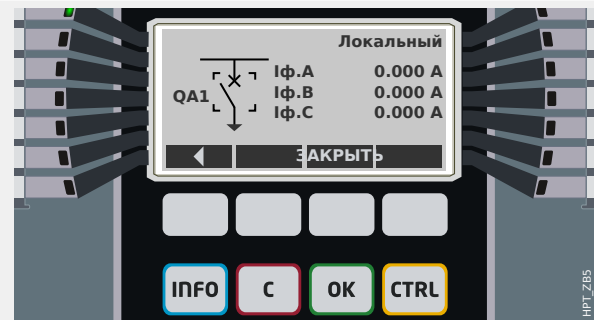 Локальный
Iф.A 0.000 A
QA1 Iф.B 0.000 A
Iф.C 0.000 A
ЗАКРЫТЬ
INFO C OK CTRL
HPT_ZB5